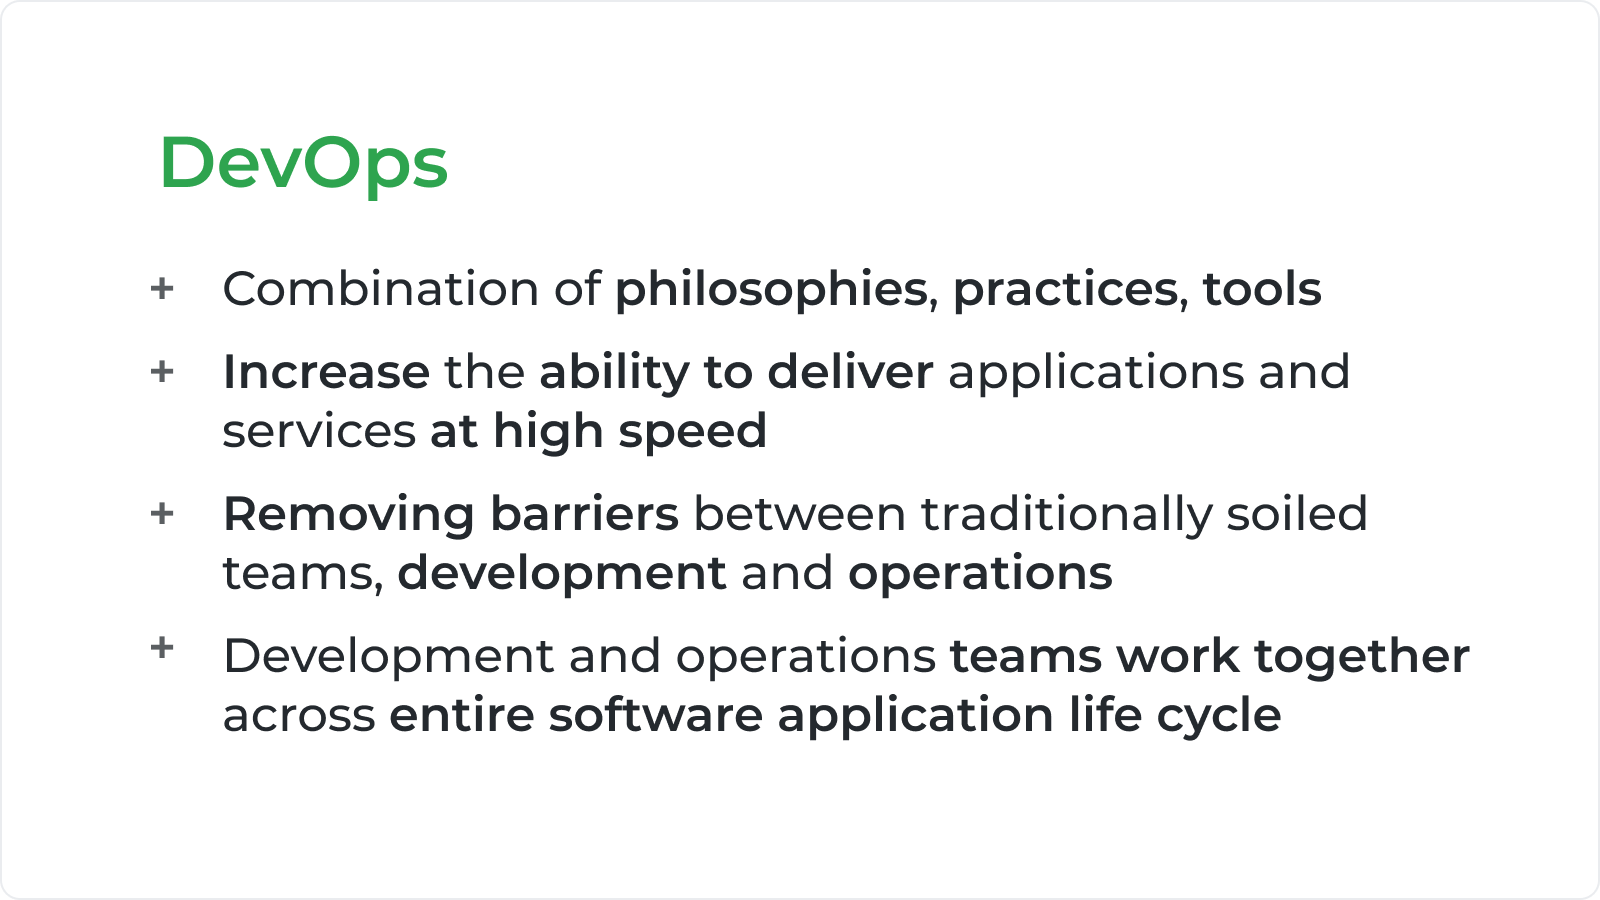 DevOps
+ Combination of philosophies, practices, tools
+ Increase the ability to deliver applications and
services at high speed
+ Removing barriers between traditionally soiled
teams, development and operations
+ Development and operations teams work together
across entire software application life cycle